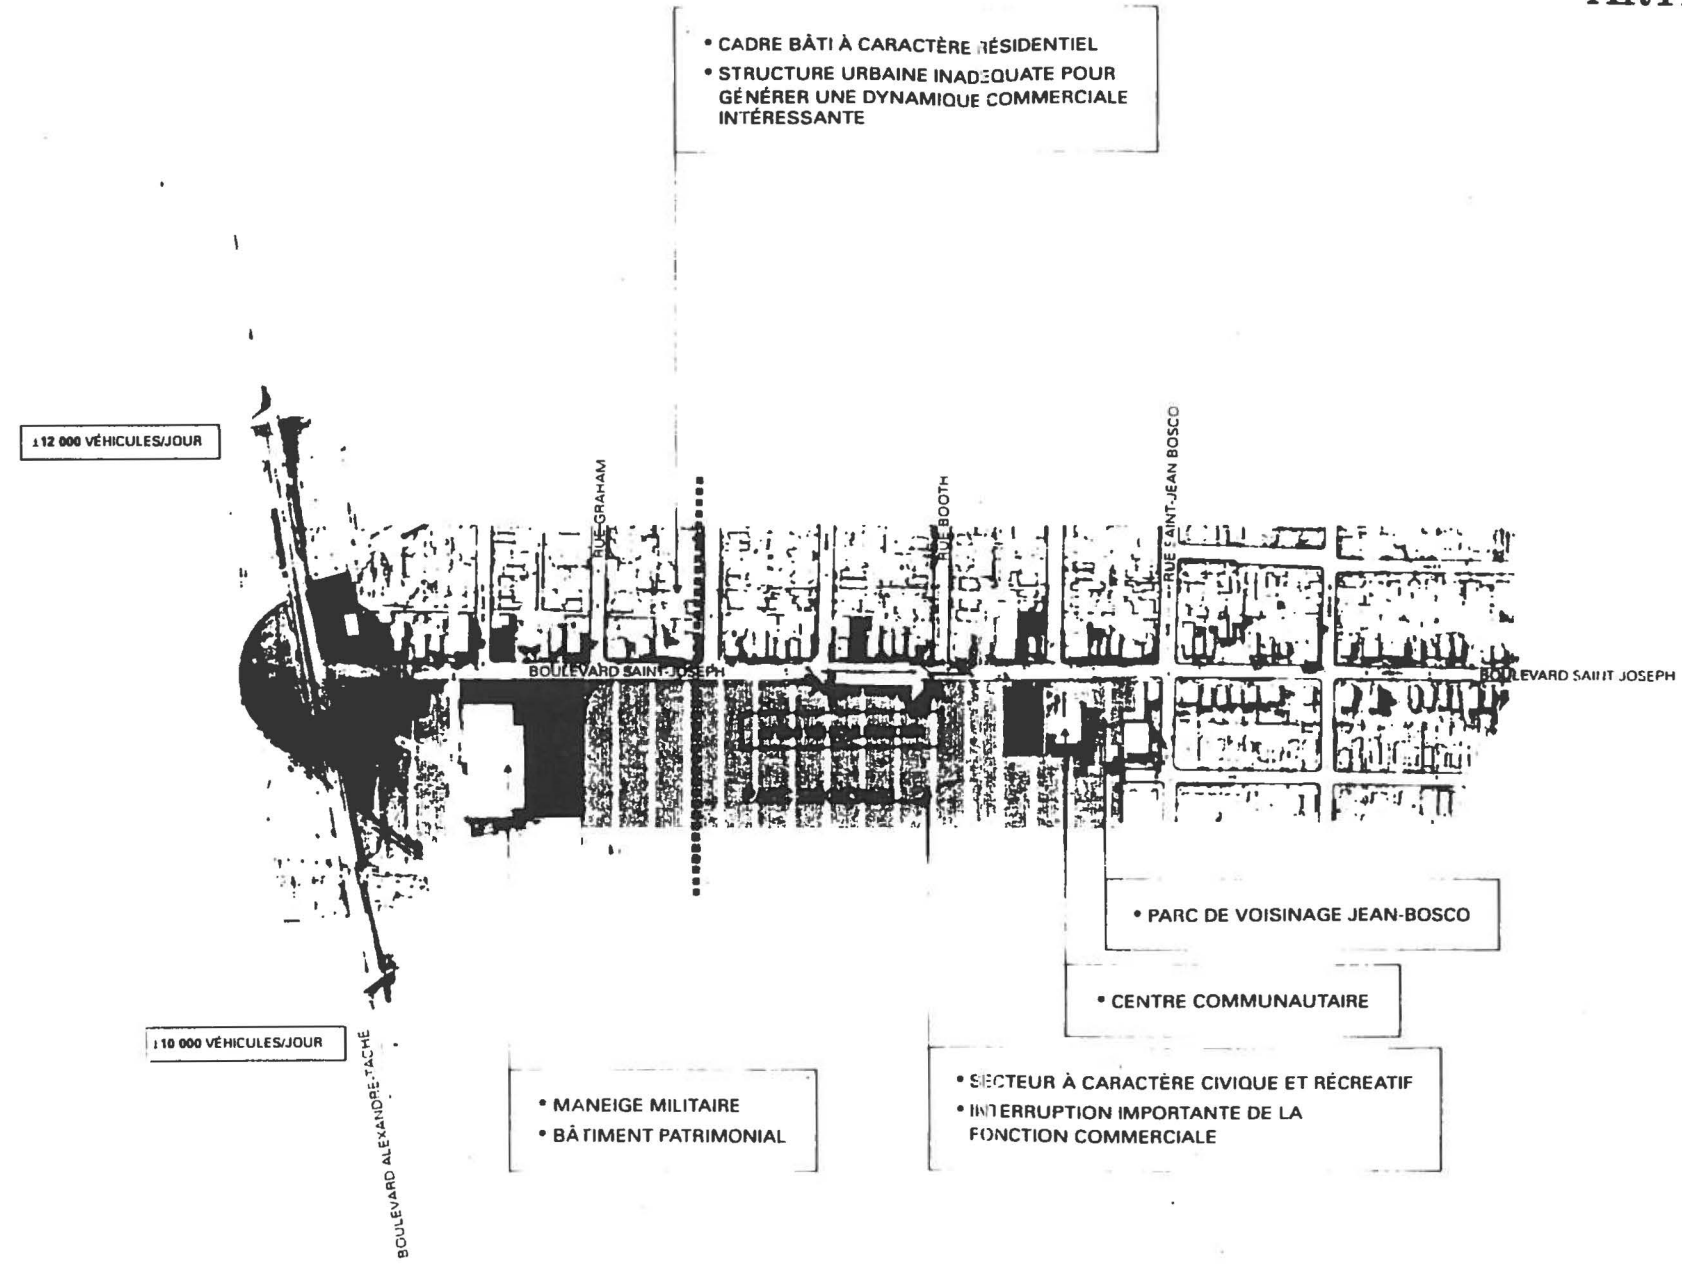 • CADRE BÂTI À CARACTÈRE RÉSIDENTIEL
• STRUCTURE URBAINE INADEQUATE POUR
GÉNÉRER UNE DYNAMIQUE COMMERCIALE
INTÉRESSANTE
±12 000 VÉHICULES/JOUR
RUE GRAHAM
RUE BOOTH
RUE SAINT-JEAN BOSCO
BOULEVARD SAINT-JOSEPH
BOULEVARD SAINT JOSEPH
• PARC DE VOISINAGE JEAN-BOSCO
• CENTRE COMMUNAUTAIRE
±10 000 VÉHICULES/JOUR
BOULEVARD ALEXANDRE-TACHÉ
• MANEIGE MILITAIRE
• BÂTIMENT PATRIMONIAL
• SECTEUR À CARACTÈRE CIVIQUE ET RÉCREATIF
• INTERRUPTION IMPORTANTE DE LA
FONCTION COMMERCIALE